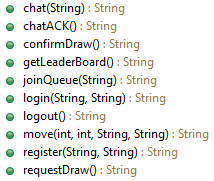 chat(String) : String
chatACK() : String
confirmDraw() : String
getLeaderBoard() : String
joinQueue(String) : String
login(String, String) : String
logout() : String
move(int, int, String, String) : String
register(String, String) : String
requestDraw() : String